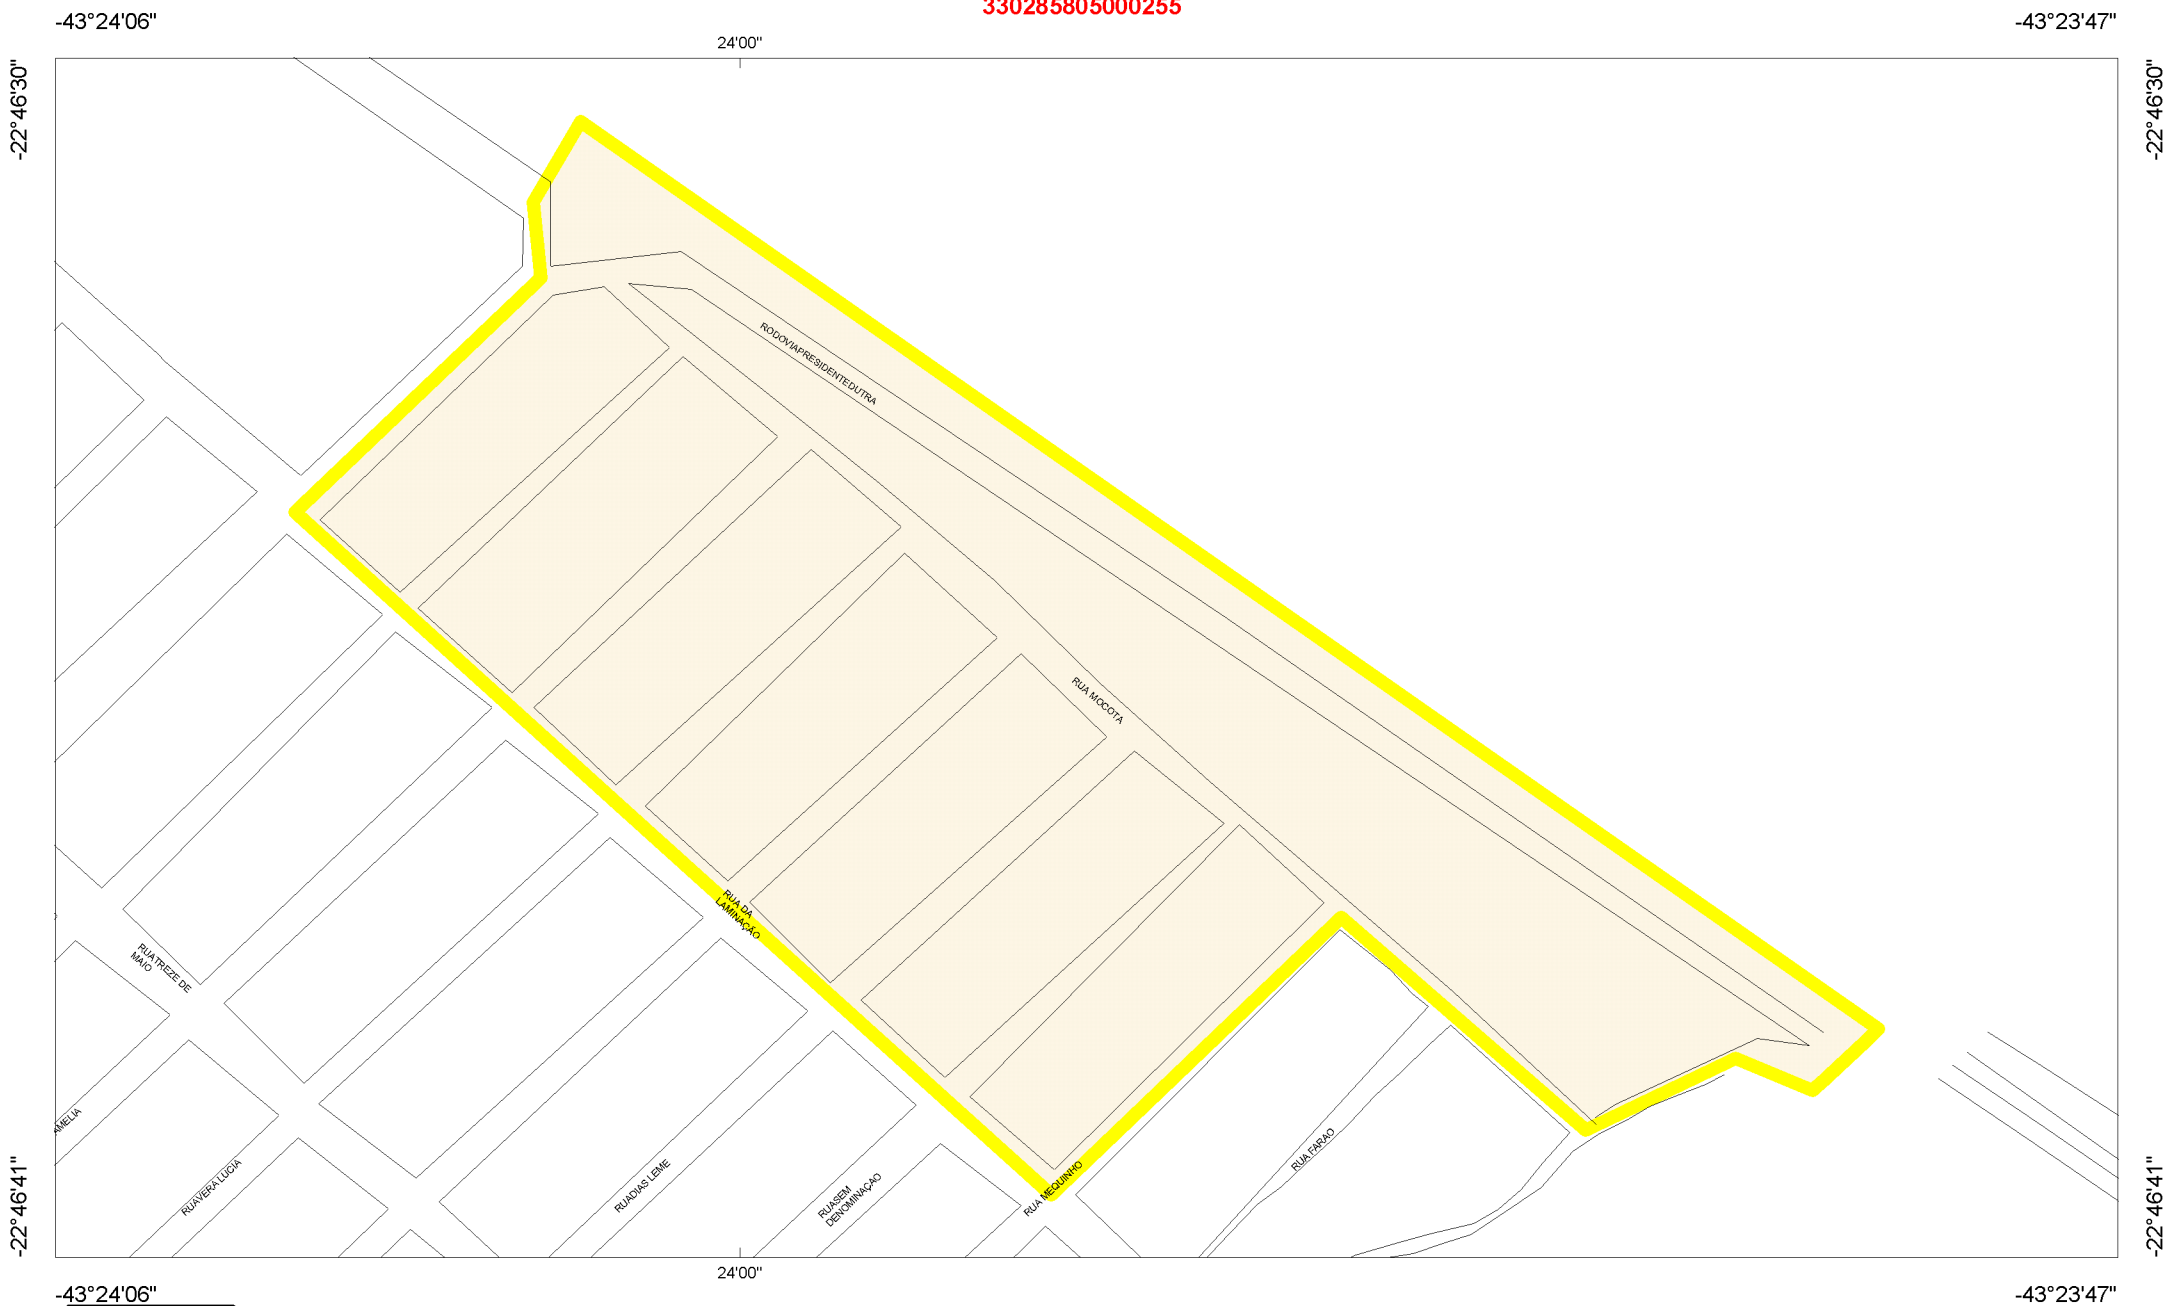 330285805000255
-43°24'06"
-43°23'47"
24'00"
-22°46'30"
-22°46'30"
RODOVIAPRESIDENTEDUTRA
RUA MOCOTA
RUA DA
LAMINAÇÃO
RUATREZE DE
MAIO
AMELIA
RUAVERA LUCIA
RUADIAS LEME
RUASEM
DENOMINAÇAO
RUA MEQUINHO
RUA FARAO
-22°46'41"
-22°46'41"
24'00"
-43°24'06"
-43°23'47"